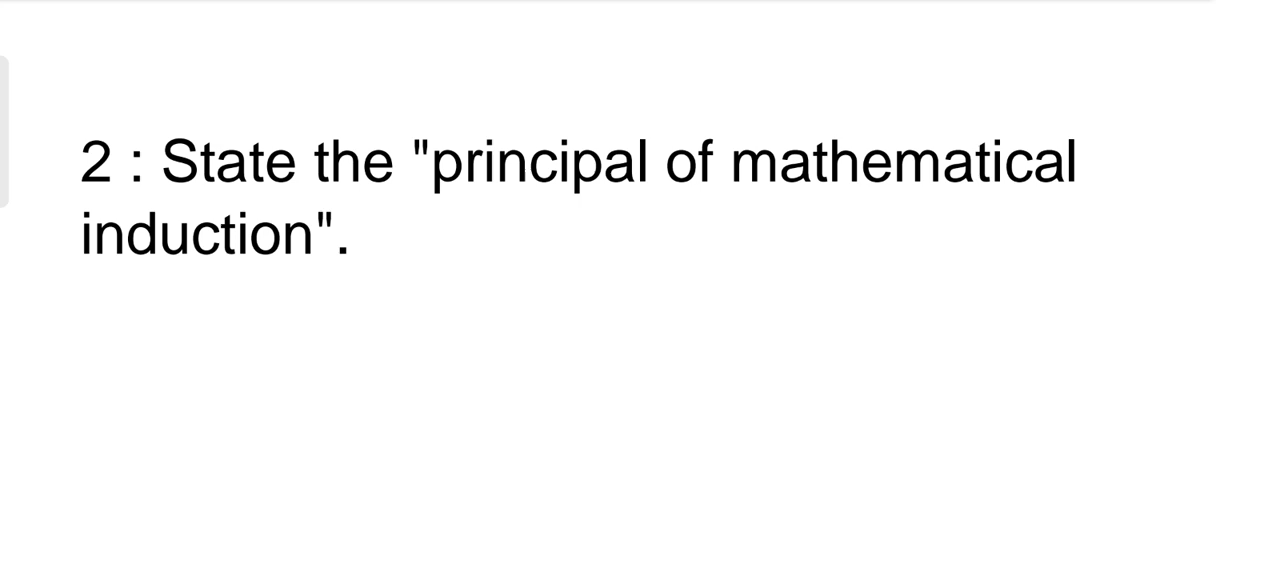 2 : State the "principal of mathematical
induction".